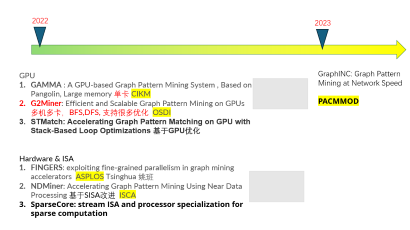 2022
2023
GPU
1. GAMMA : A GPU-based Graph Pattern Mining System , Based on
Pangolin, Large memory 单卡 CIKM
2. G2Miner: Efficient and Scalable Graph Pattern Mining on GPUs
多机多卡、BFS,DFS, 支持很多优化 OSDI
3. STMatch: Accelerating Graph Pattern Matching on GPU with
Stack-Based Loop Optimizations 基于GPU优化
GraphINC: Graph Pattern
Mining at Network Speed
PACMMOD
Hardware & ISA
1. FINGERS: exploiting fine-grained parallelism in graph mining
accelerators ASPLOS Tsinghua 姚班
2. NDMiner: Accelerating Graph Pattern Mining Using Near Data
Processing 基于SISA改进 ISCA
3. SparseCore: stream ISA and processor specialization for
sparse computation